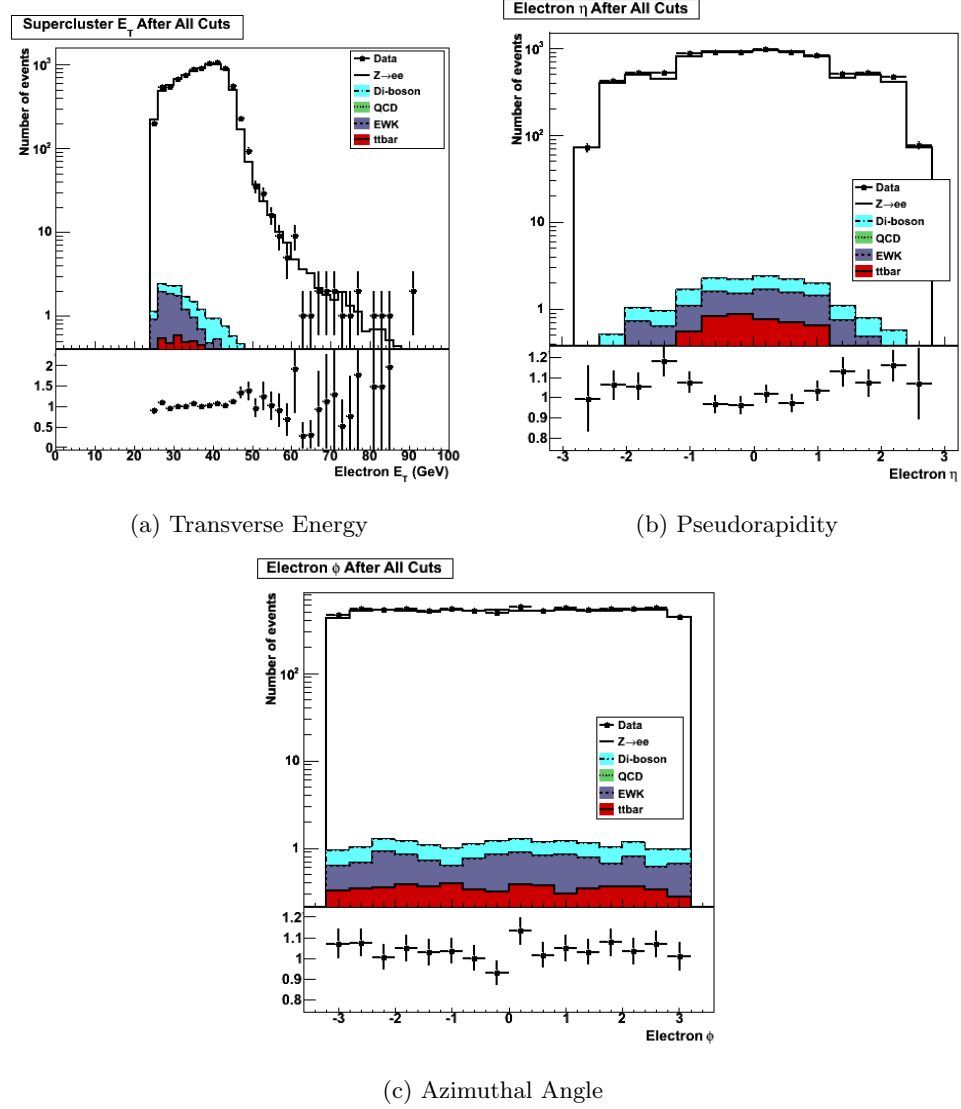 Supercluster E_T After All Cuts
Number of events
10³
10²
10
1
Data
Z→ee
Di-boson
QCD
EWK
ttbar
2
1.5
1
0.5
0
0 10 20 30 40 50 60 70 80 90 100
Electron E_T (GeV)
(a) Transverse Energy
Electron η After All Cuts
Number of events
10³
10²
10
1
Data
Z→ee
Di-boson
QCD
EWK
ttbar
1.2
1.1
1
0.9
0.8
-3 -2 -1 0 1 2 3
Electron η
(b) Pseudorapidity
Electron ϕ After All Cuts
Number of events
10²
10
1
Data
Z→ee
Di-boson
QCD
EWK
ttbar
1.2
1.1
1
0.9
0.8
-3 -2 -1 0 1 2 3
Electron ϕ
(c) Azimuthal Angle